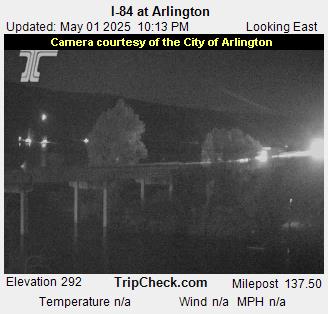 I-84 at Arlington
Updated: May 01 2025 10:13 PM Looking East
Camera courtesy of the City of Arlington
Elevation 292 TripCheck.com Milepost 137.50
Temperature n/a Wind n/a MPH n/a